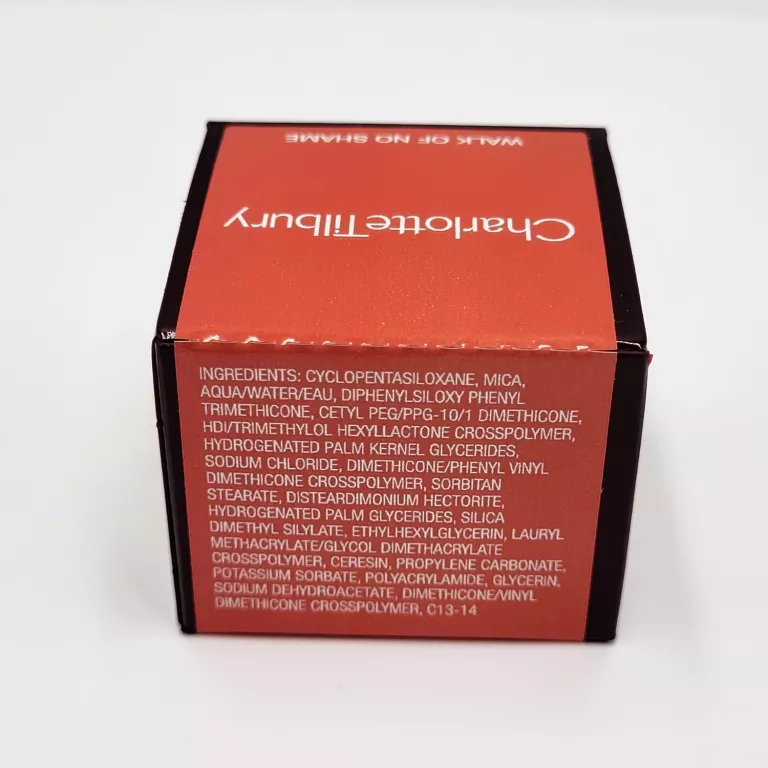 WALK OF NO SHAME
CharlotteTilbury
INGREDIENTS: CYCLOPENTASILOXANE, MICA,
AQUA/WATER/EAU, DIPHENYLSILOXY PHENYL
TRIMETHICONE, CETYL PEG/PPG-10/1 DIMETHICONE,
HDI/TRIMETHYLOL HEXYLLACTONE CROSSPOLYMER,
HYDROGENATED PALM KERNEL GLYCERIDES,
SODIUM CHLORIDE, DIMETHICONE/PHENYL VINYL
DIMETHICONE CROSSPOLYMER, SORBITAN
STEARATE, DISTEARDIMONIUM HECTORITE,
HYDROGENATED PALM GLYCERIDES, SILICA
DIMETHYL SILYLATE, ETHYLHEXYLGLYCERIN, LAURYL
METHACRYLATE/GLYCOL DIMETHACRYLATE
CROSSPOLYMER, CERESIN, PROPYLENE CARBONATE,
POTASSIUM SORBATE, POLYACRYLAMIDE, GLYCERIN,
SODIUM DEHYDROACETATE, DIMETHICONE/VINYL
DIMETHICONE CROSSPOLYMER, C13-14